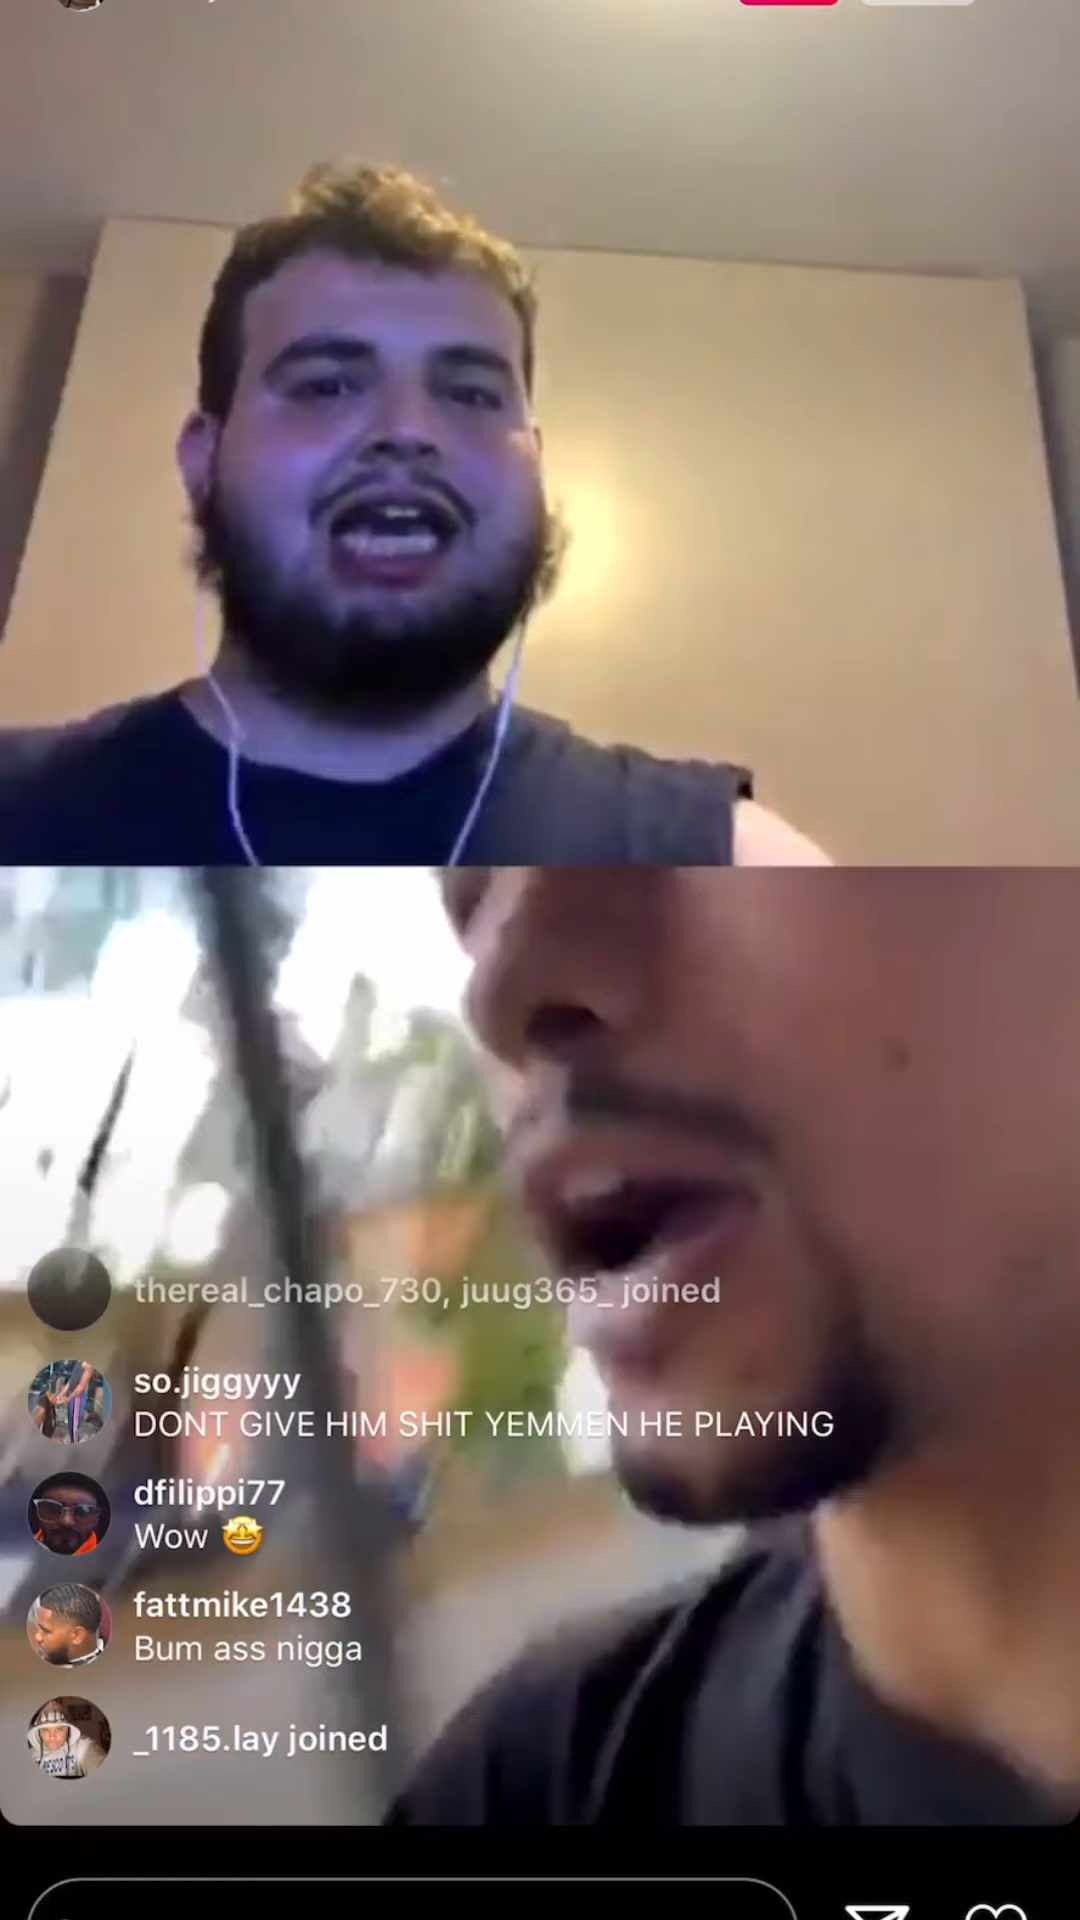 thereal_chapo_730, juug365_ joined
so.jiggyyy
DONT GIVE HIM SHIT YEMMEN HE PLAYING
dfilippi77
Wow 🤩
fattmike1438
Bum ass nigga
_1185.lay joined